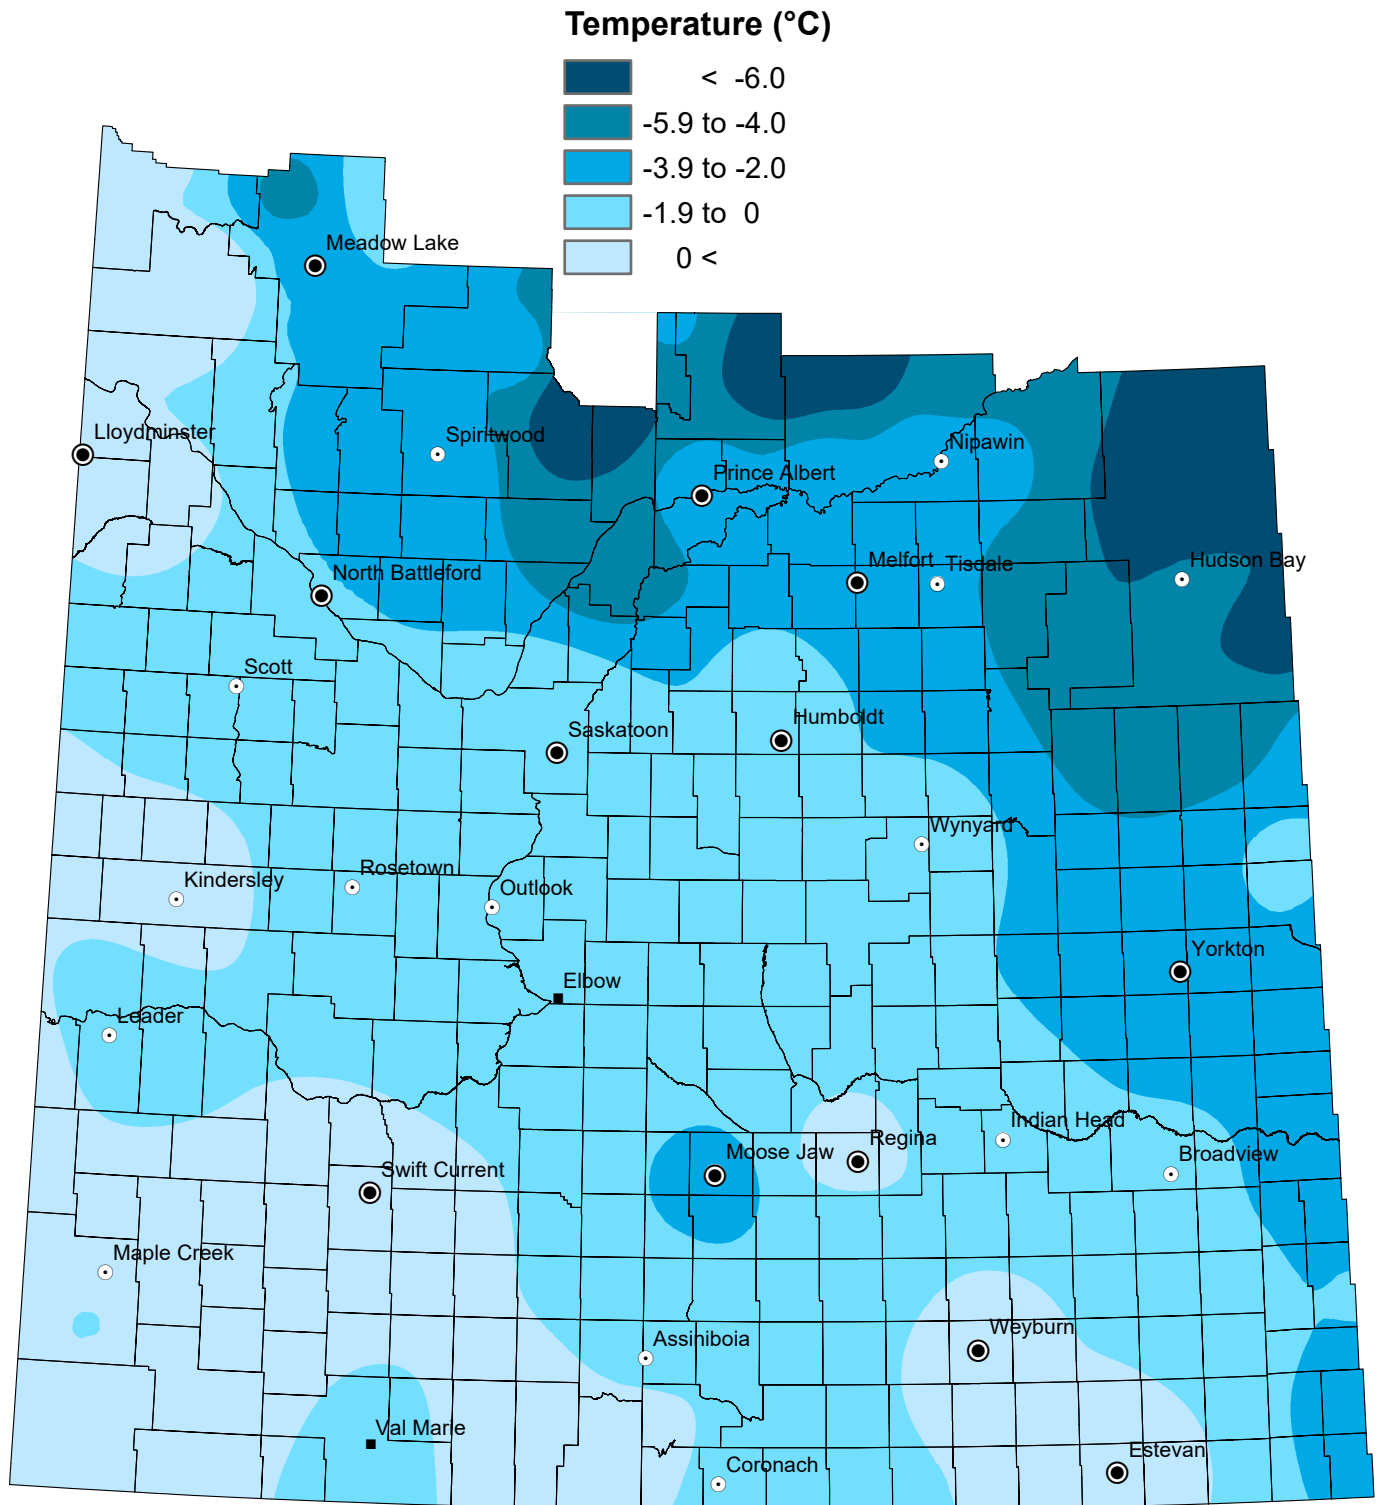 Temperature (°C)
< -6.0
-5.9 to -4.0
-3.9 to -2.0
-1.9 to 0
0 <
Meadow Lake
Lloydminster
Spiritwood
Nipawin
Prince Albert
Melfort
Tisdale
Hudson Bay
North Battleford
Scott
Humboldt
Saskatoon
Wynyard
Rosetown
Kindersley
Outlook
Yorkton
Elbow
Leader
Indian Head
Regina
Moose Jaw
Broadview
Swift Current
Maple Creek
Weyburn
Assiniboia
Val Marie
Estevan
Coronach